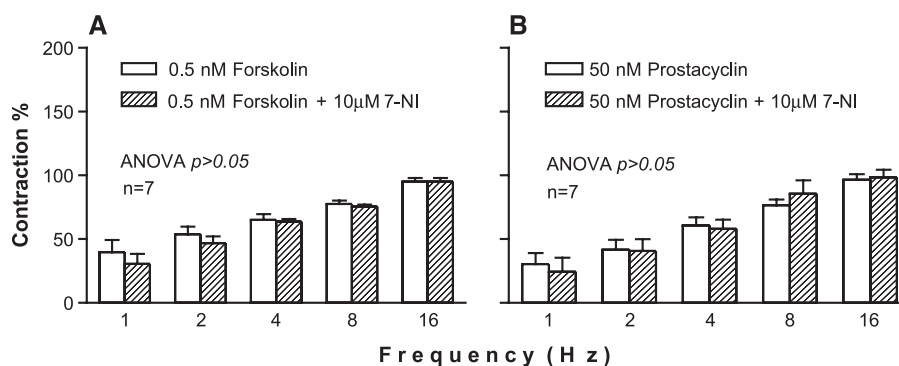 A
B
200
150
100
50
0
Contraction %
0.5 nM Forskolin
0.5 nM Forskolin + 10μM 7-NI
ANOVA p>0.05
n=7
1 2 4 8 16
50 nM Prostacyclin
50 nM Prostacyclin + 10μM 7-NI
ANOVA p>0.05
n=7
1 2 4 8 16
Frequency (Hz)